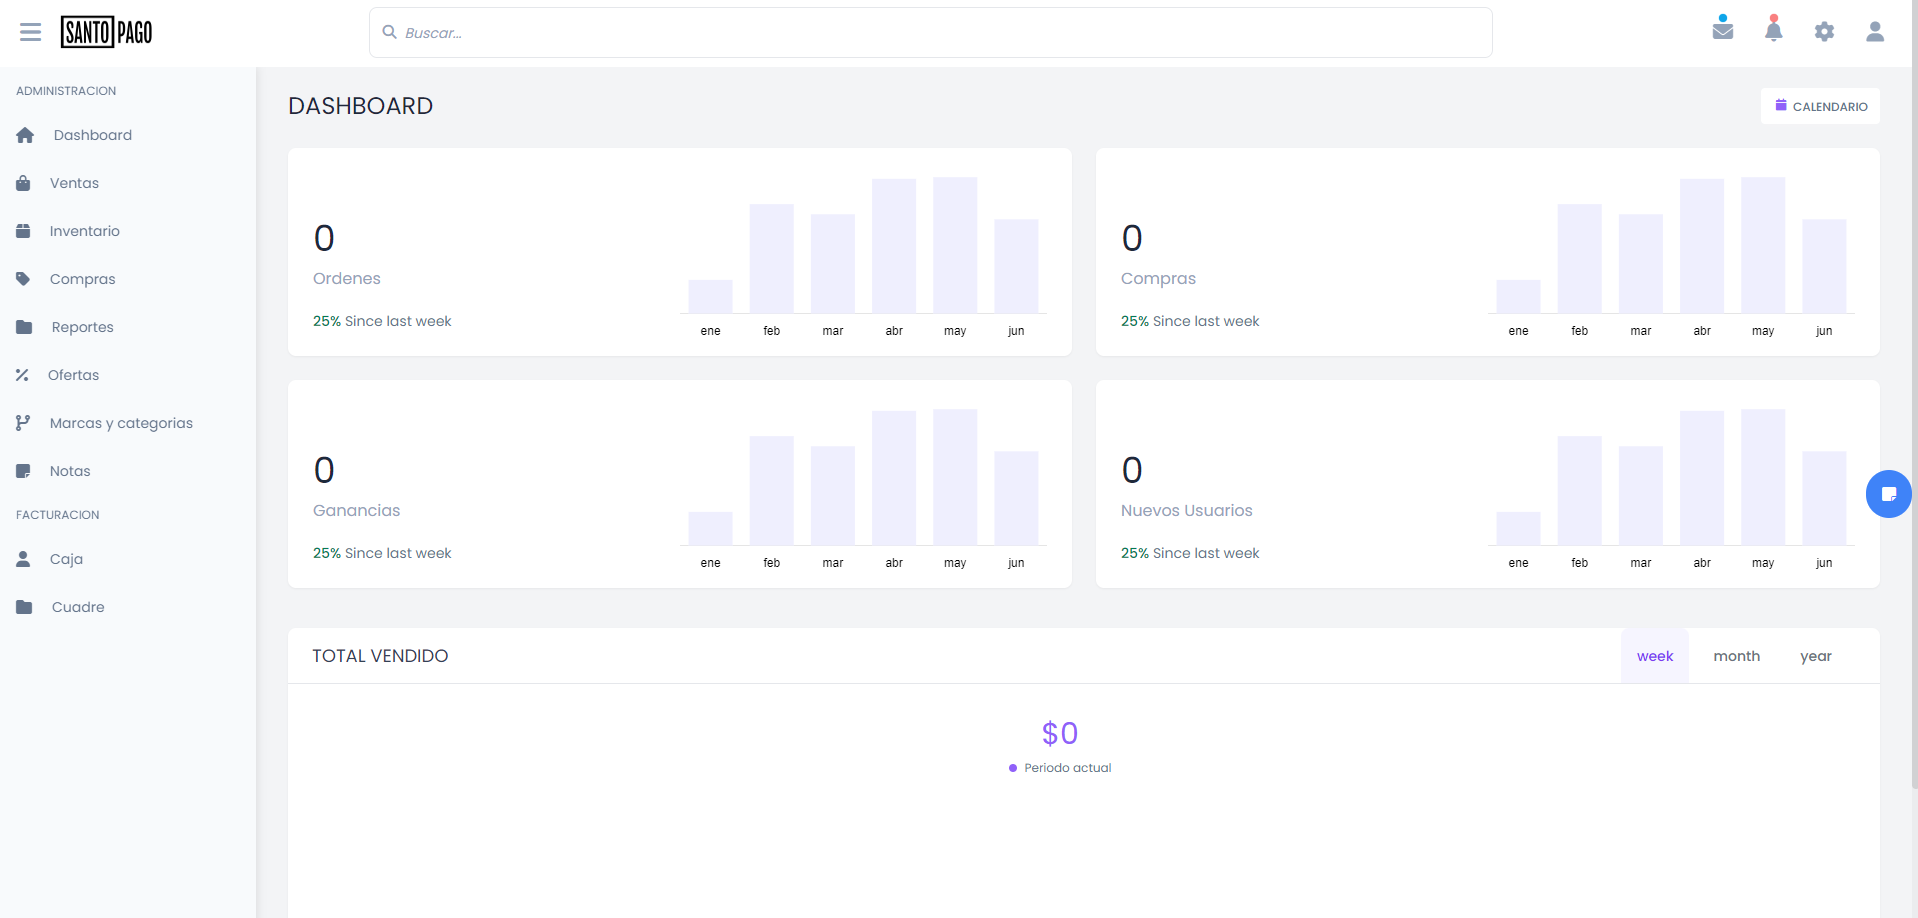 SANTO PAGO
Buscar...
ADMINISTRACION
Dashboard
Ventas
Inventario
Compras
Reportes
Ofertas
Marcas y categorias
Notas
FACTURACION
Caja
Cuadre
DASHBOARD
CALENDARIO
0
Ordenes
25% Since last week
ene feb mar abr may jun
0
Compras
25% Since last week
ene feb mar abr may jun
0
Ganancias
25% Since last week
ene feb mar abr may jun
0
Nuevos Usuarios
25% Since last week
ene feb mar abr may jun
TOTAL VENDIDO
week month year
$0
Periodo actual